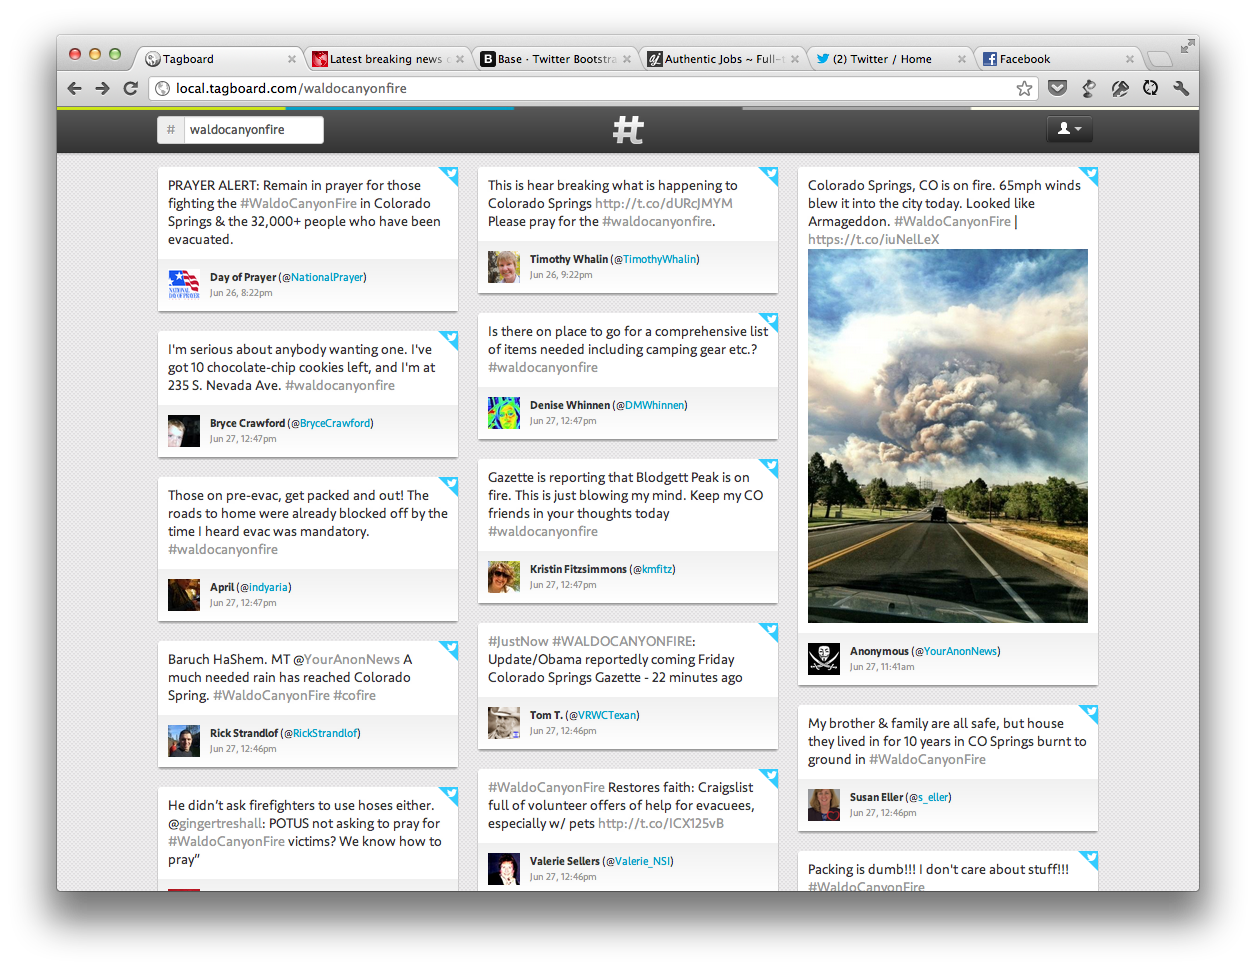 Tagboard
Latest breaking news
Base · Twitter Bootstra
Authentic Jobs ~ Full-t
(2) Twitter / Home
Facebook
local.tagboard.com/waldocanyonfire
# waldocanyonfire
PRAYER ALERT: Remain in prayer for those
fighting the #WaldoCanyonFire in Colorado
Springs & the 32,000+ people who have been
evacuated.
Day of Prayer (@NationalPrayer)
Jun 26, 8:22pm
I'm serious about anybody wanting one. I've
got 10 chocolate-chip cookies left, and I'm at
235 S. Nevada Ave. #waldocanyonfire
Bryce Crawford (@BryceCrawford)
Jun 27, 12:47pm
Those on pre-evac, get packed and out! The
roads to home were already blocked off by the
time I heard evac was mandatory.
#waldocanyonfire
April (@indyaria)
Jun 27, 12:47pm
Baruch HaShem. MT @YourAnonNews A
much needed rain has reached Colorado
Spring. #WaldoCanyonFire #cofire
Rick Strandlof (@RickStrandlof)
Jun 27, 12:46pm
He didn't ask firefighters to use hoses either.
@gingertreshall: POTUS not asking to pray for
#WaldoCanyonFire victims? We know how to
pray”
This is hear breaking what is happening to
Colorado Springs http://t.co/dURcJMYM
Please pray for the #waldocanyonfire.
Timothy Whalin (@TimothyWhalin)
Jun 26, 9:22pm
Is there on place to go for a comprehensive list
of items needed including camping gear etc.?
#waldocanyonfire
Denise Whinnen (@DMWhinnen)
Jun 27, 12:47pm
Gazette is reporting that Blodgett Peak is on
fire. This is just blowing my mind. Keep my CO
friends in your thoughts today
#waldocanyonfire
Kristin Fitzsimmons (@kmfitz)
Jun 27, 12:47pm
#JustNow #WALDOCANYONFIRE:
Update/Obama reportedly coming Friday
Colorado Springs Gazette - 22 minutes ago
Tom T. (@VRWCTexan)
Jun 27, 12:46pm
#WaldoCanyonFire Restores faith: Craigslist
full of volunteer offers of help for evacuees,
especially w/ pets http://t.co/ICX125vB
Valerie Sellers (@Valerie_NSI)
Jun 27, 12:46pm
Colorado Springs, CO is on fire. 65mph winds
blew it into the city today. Looked like
Armageddon. #WaldoCanyonFire |
https://t.co/iuNelLeX
Anonymous (@YourAnonNews)
Jun 27, 11:41am
My brother & family are all safe, but house
they lived in for 10 years in CO Springs burnt to
ground in #WaldoCanyonFire
Susan Eller (@s_eller)
Jun 27, 12:46pm
Packing is dumb!!! I don't care about stuff!!!
#WaldoCanyonFire